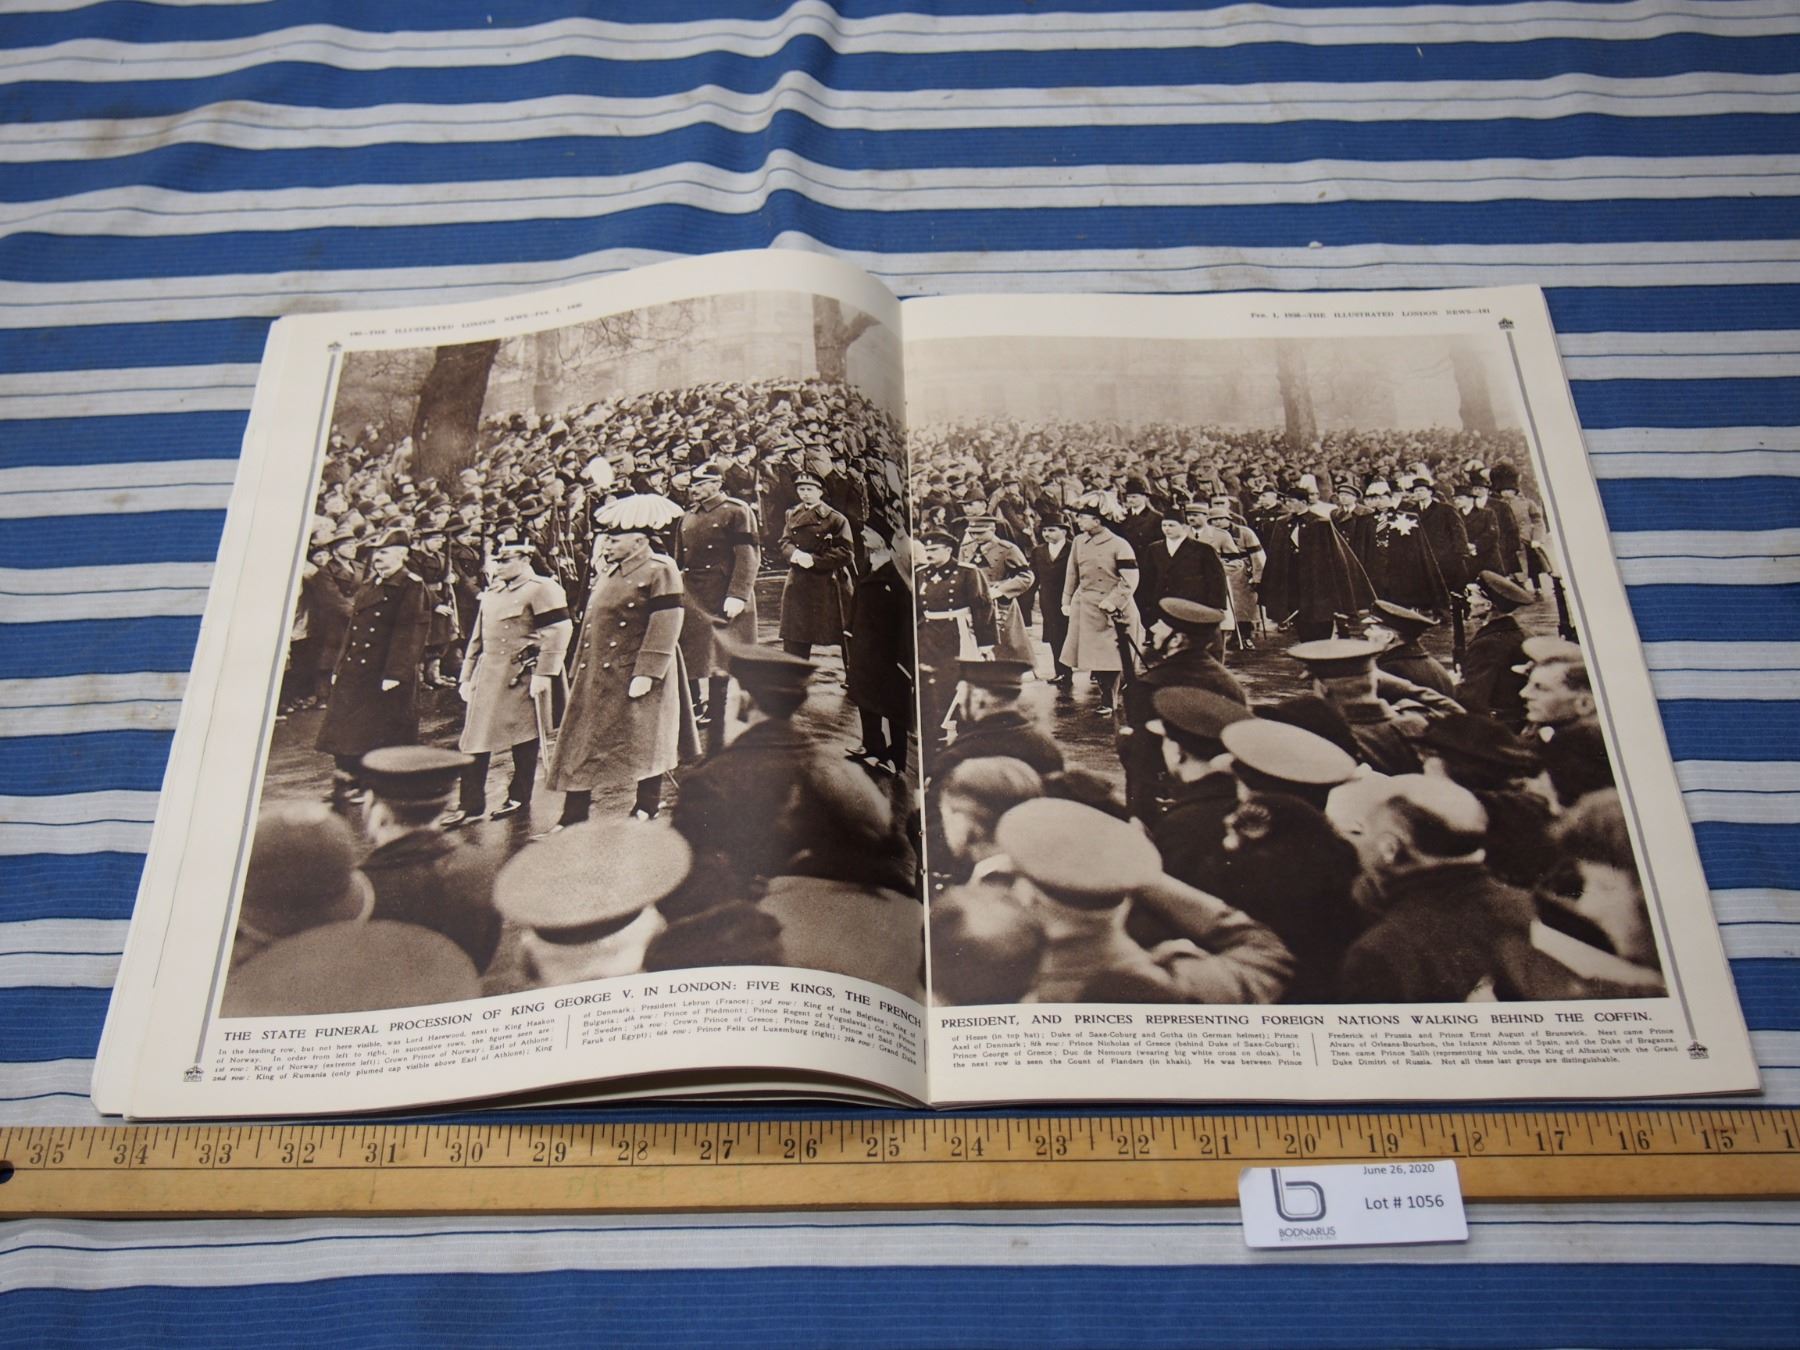 190—THE ILLUSTRATED LONDON NEWS—Feb. 1, 1936
Feb. 1, 1936—THE ILLUSTRATED LONDON NEWS—191
THE STATE FUNERAL PROCESSION OF KING GEORGE V. IN LONDON: FIVE KINGS, THE FRENCH
PRESIDENT, AND PRINCES REPRESENTING FOREIGN NATIONS WALKING BEHIND THE COFFIN.
In the leading row, but not here visible, was Lord Harewood, next to King Haakon
of Norway. In order from left to right, in successive rows, the figures seen are:
1st row: King of Norway (extreme left); Crown Prince of Norway; Earl of Athlone;
2nd row: King of Rumania (only plumed cap visible above Earl of Athlone); King
of Denmark; President Lebrun (France); 3rd row: King of the Belgians; King of
Bulgaria; 4th row: Prince of Piedmont; Prince Regent of Yugoslavia; Crown Prince
of Sweden; 5th row: Crown Prince of Greece; Prince Zeid; Prince of Said (Prince
Faruk of Egypt); 6th row: Prince Felix of Luxemburg (right); 7th row: Grand Duke
of Hesse (in top hat); Duke of Saxe-Coburg and Gotha (in German helmet); Prince
Axel of Denmark; 8th row: Prince Nicholas of Greece (behind Duke of Saxe-Coburg);
Prince George of Greece; Duc de Nemours (wearing big white cross on cloak). In
the next row is seen the Count of Flanders (in khaki). He was between Prince
Frederick of Prussia and Prince Ernst August of Brunswick. Next came Prince
Alvaro of Orleans-Bourbon, the Infante Alfonso of Spain, and the Duke of Braganza.
Then came Prince Salih (representing his uncle, the King of Albania) with the Grand
Duke Dimitri of Russia. Not all these last groups are distinguishable.
35 34 33 32 31 30 29 28 27 26 25 24 23 22 21 20 19 18 17 16 15 1
June 26, 2020
Lot # 1056
BODNARUS
AUCTIONEERING